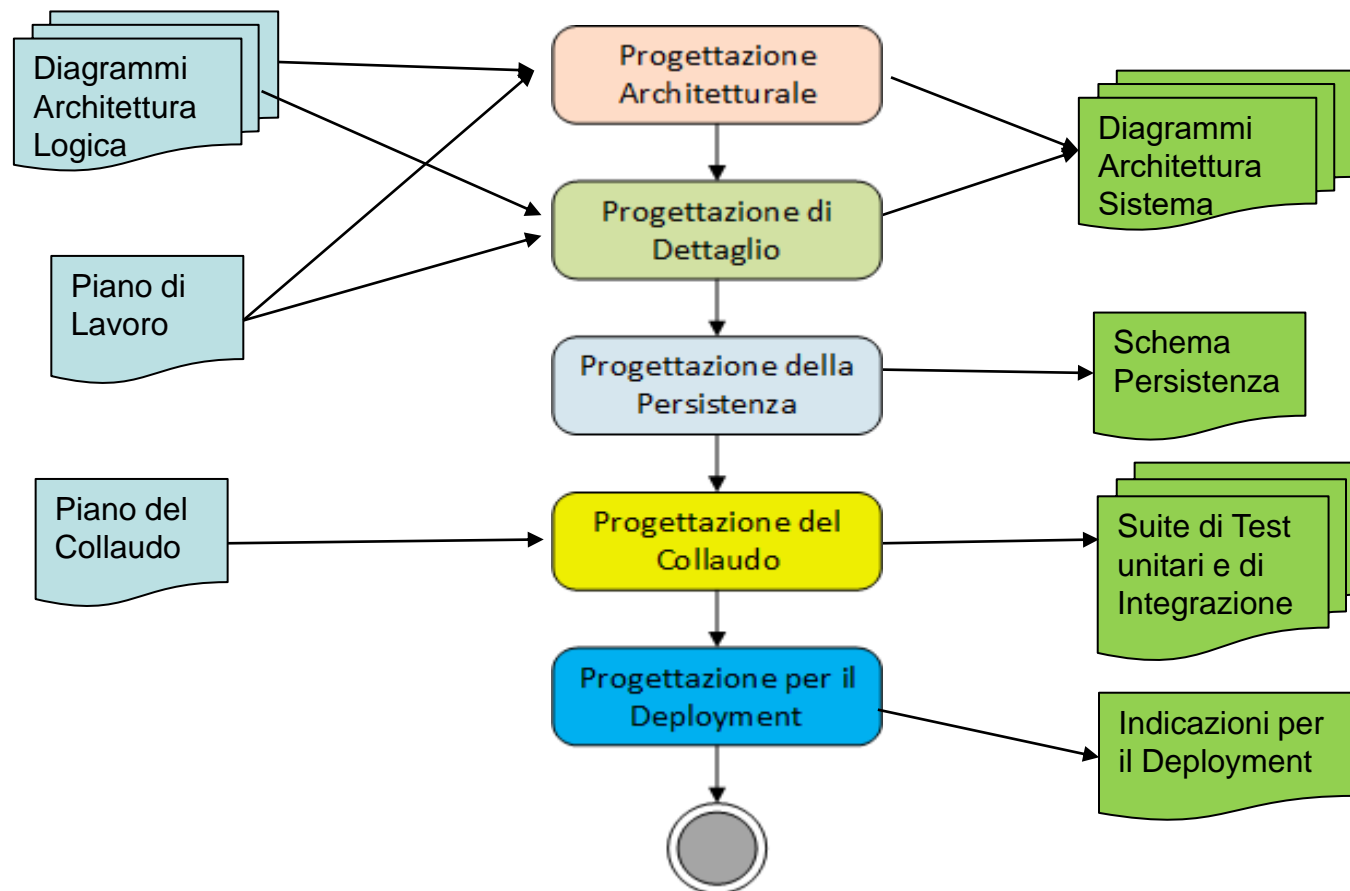 Diagrammi
Architettura
Logica
Piano di
Lavoro
Piano del
Collaudo
Progettazione
Architetturale
Progettazione di
Dettaglio
Progettazione della
Persistenza
Progettazione del
Collaudo
Progettazione per il
Deployment
Diagrammi
Architettura
Sistema
Schema
Persistenza
Suite di Test
unitari e di
Integrazione
Indicazioni per
il Deployment